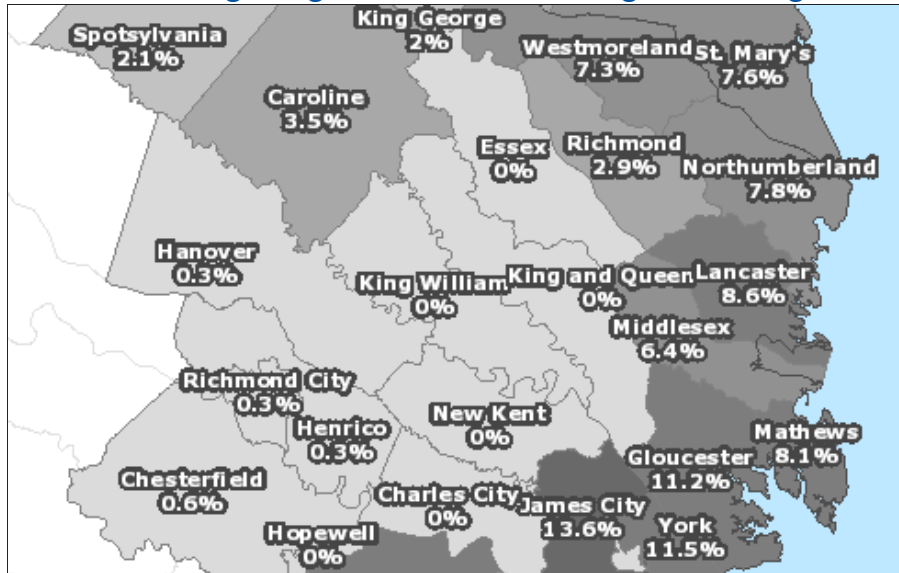 King George
2%
Spotsylvania
2.1%
Westmoreland
7.3%
St. Mary's
7.6%
Caroline
3.5%
Essex
0%
Richmond
2.9%
Northumberland
7.8%
Hanover
0.3%
King William
0%
King and Queen
0%
Lancaster
8.6%
Middlesex
6.4%
Richmond City
0.3%
Henrico
0.3%
New Kent
0%
Mathews
8.1%
Gloucester
11.2%
Chesterfield
0.6%
Charles City
0%
James City
13.6%
York
11.5%
Hopewell
0%